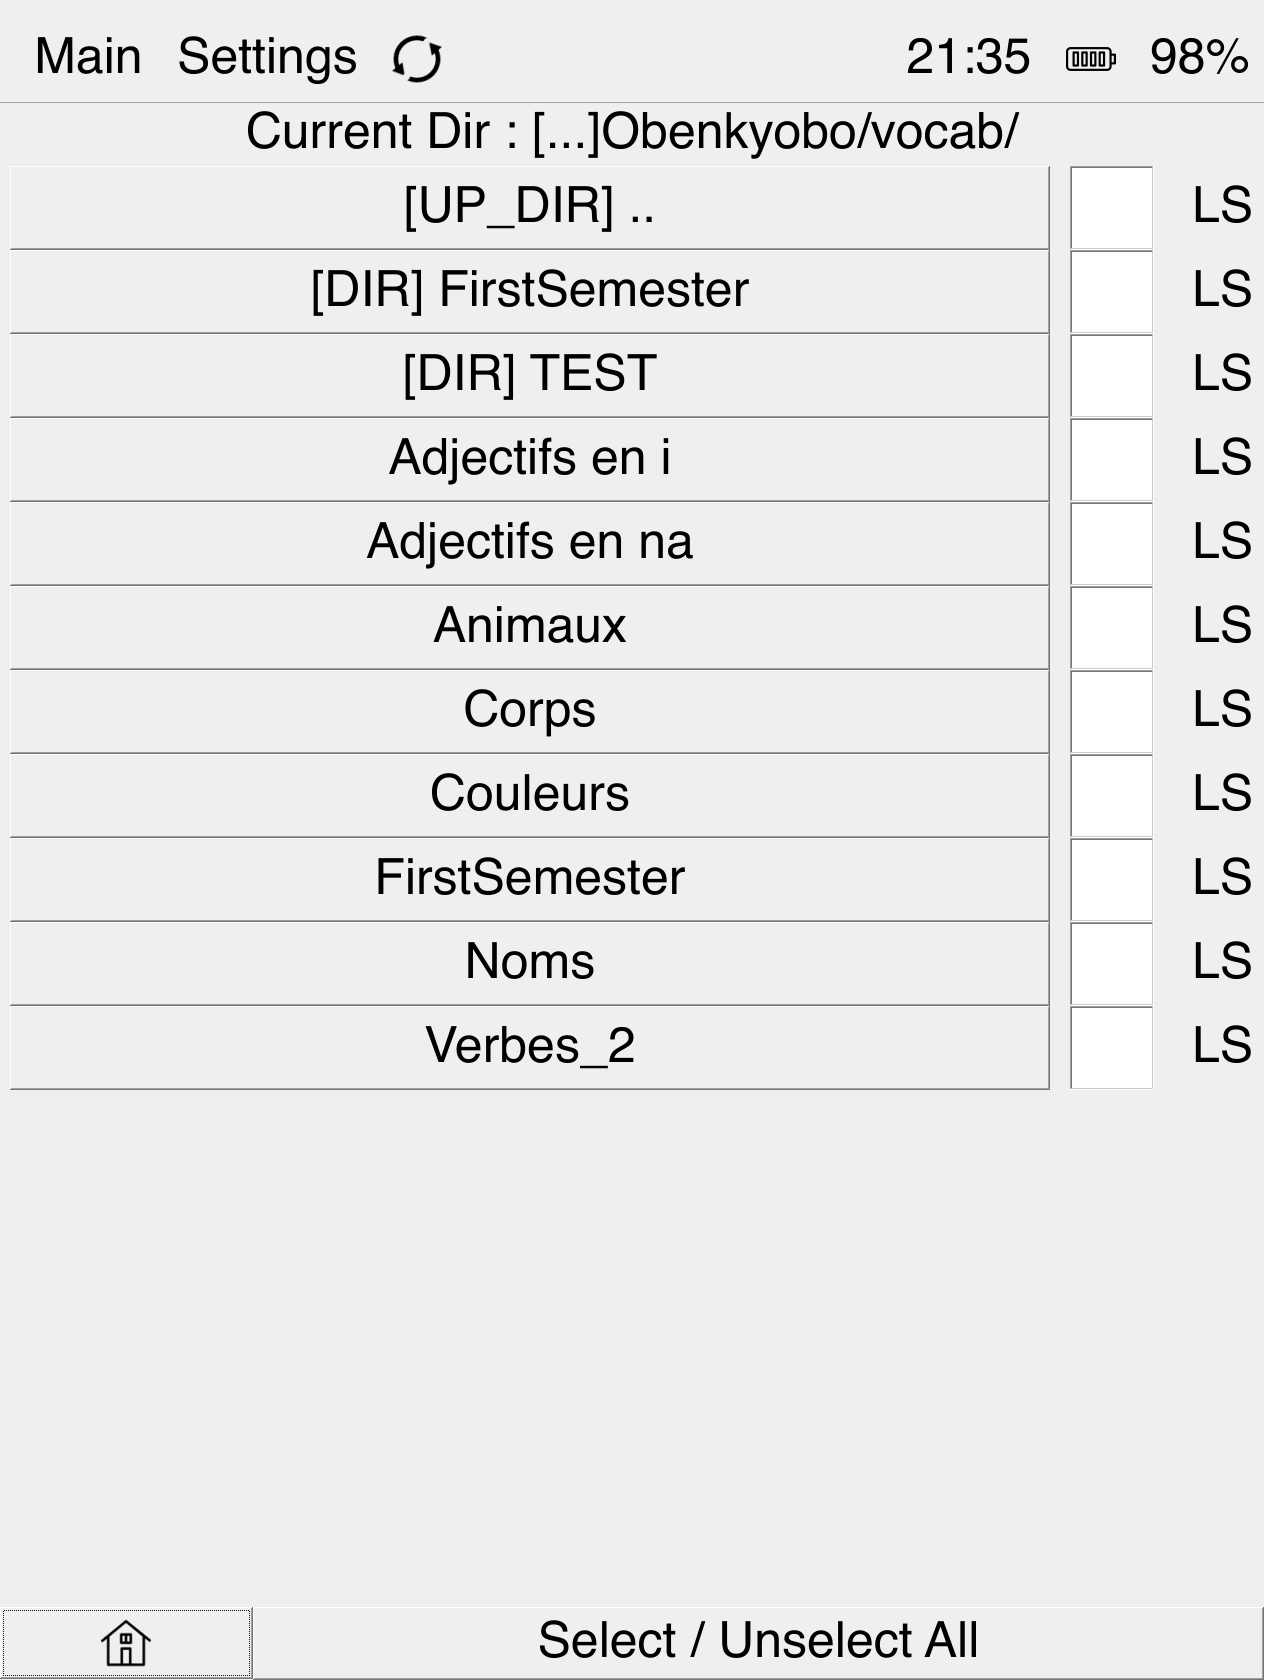 Main Settings 21:35 98%
Current Dir : [...]Obenkyobo/vocab/
[UP_DIR] .. LS
[DIR] FirstSemester LS
[DIR] TEST LS
Adjectifs en i LS
Adjectifs en na LS
Animaux LS
Corps LS
Couleurs LS
FirstSemester LS
Noms LS
Verbes_2 LS
Select / Unselect All